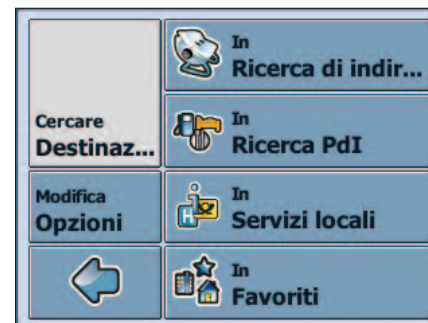 Cercare
Destinaz...
Modifica
Opzioni
In
Ricerca di indir...
In
Ricerca PdI
In
Servizi locali
In
Favoriti